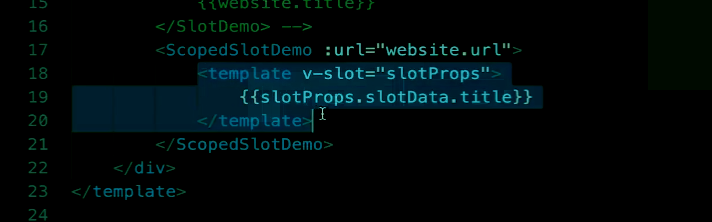 15 {{website.title}}
16 </SlotDemo> -->
17 <ScopedSlotDemo :url="website.url">
18 <template v-slot="slotProps">
19 {{slotProps.slotData.title}}
20 </template>
21 </ScopedSlotDemo>
22 </div>
23 </template>
24